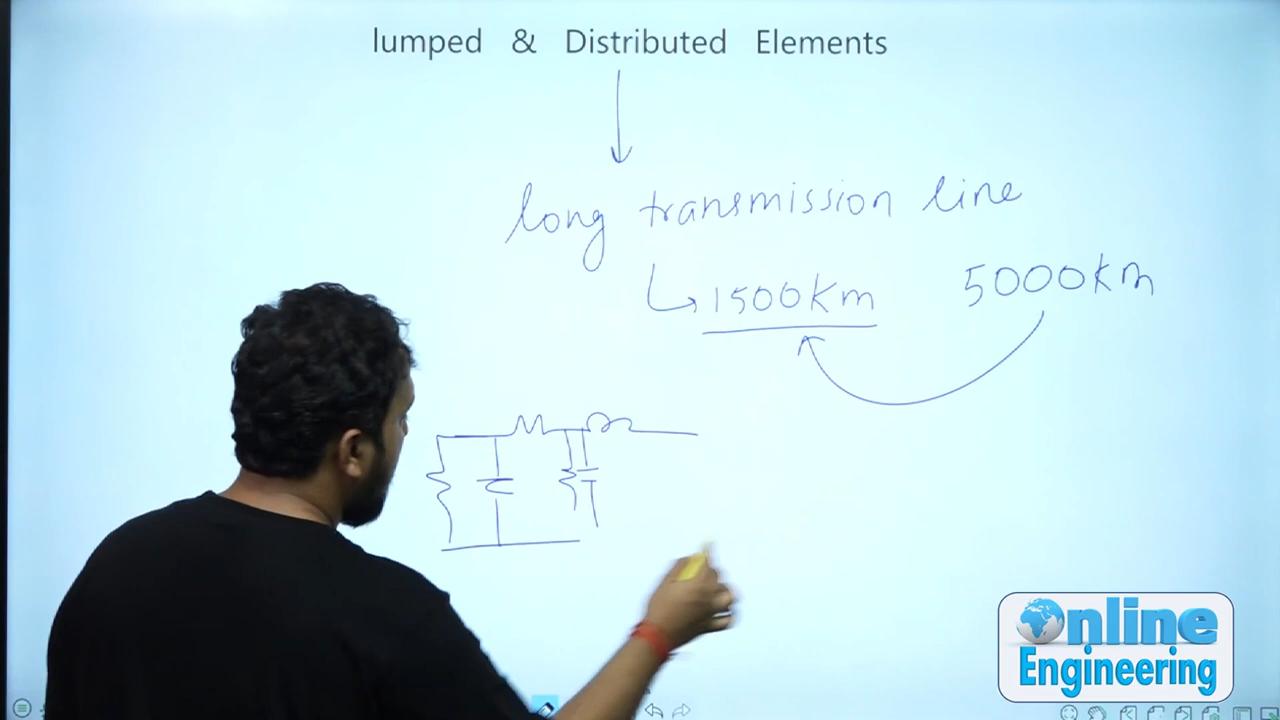 lumped & Distributed Elements
long transmission line
1500km 5000km
Online
Engineering